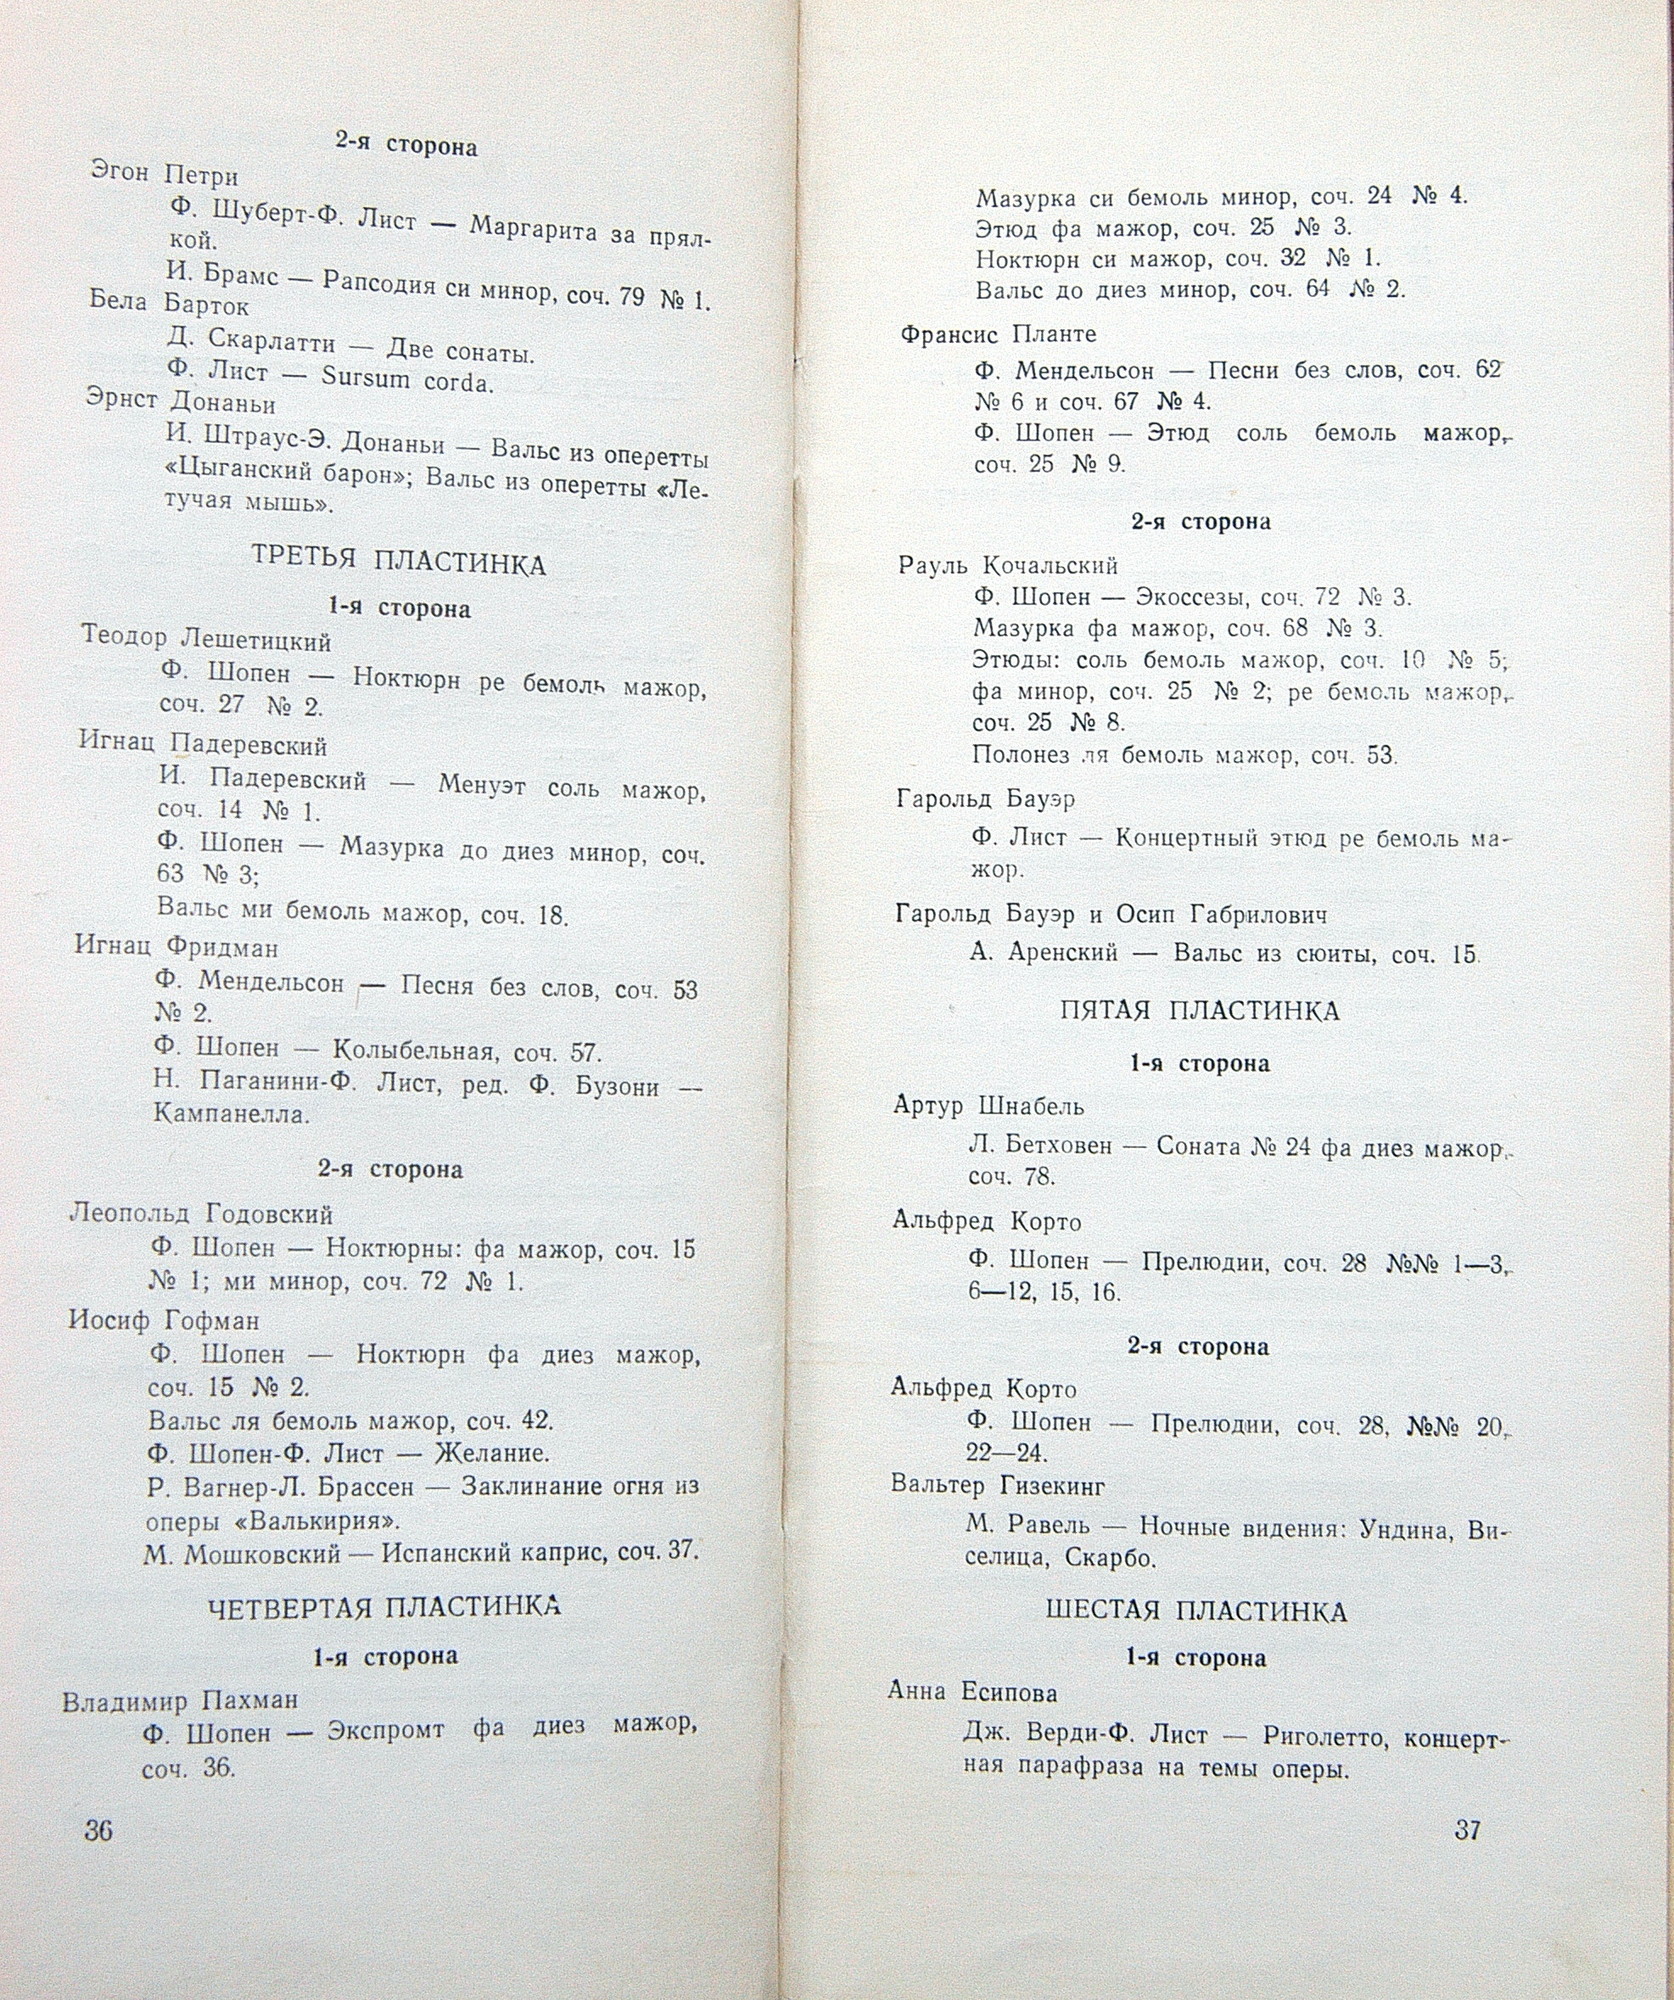 2-я сторона
Эгон Петри
Ф. Шуберт-Ф. Лист — Маргарита за прял-
кой.
И. Брамс — Рапсодия си минор, соч. 79 № 1.
Бела Барток
Д. Скарлатти — Две сонаты.
Ф. Лист — Sursum corda.
Эрнст Донаньи
И. Штраус-Э. Донаньи — Вальс из оперетты
«Цыганский барон»; Вальс из оперетты «Ле-
тучая мышь».
ТРЕТЬЯ ПЛАСТИНКА
1-я сторона
Теодор Лешетицкий
Ф. Шопен — Ноктюрн ре бемоль мажор,
соч. 27 № 2.
Игнац Падеревский
И. Падеревский — Менуэт соль мажор,
соч. 14 № 1.
Ф. Шопен — Мазурка до диез минор, соч.
63 № 3;
Вальс ми бемоль мажор, соч. 18.
Игнац Фридман
Ф. Мендельсон — Песня без слов, соч. 53
№ 2.
Ф. Шопен — Колыбельная, соч. 57.
Н. Паганини-Ф. Лист, ред. Ф. Бузони —
Кампанелла.
2-я сторона
Леопольд Годовский
Ф. Шопен — Ноктюрны: фа мажор, соч. 15
№ 1; ми минор, соч. 72 № 1.
Иосиф Гофман
Ф. Шопен — Ноктюрн фа диез мажор,
соч. 15 № 2.
Вальс ля бемоль мажор, соч. 42.
Ф. Шопен-Ф. Лист — Желание.
Р. Вагнер-Л. Брассен — Заклинание огня из
оперы «Валькирия».
М. Мошковский — Испанский каприс, соч. 37.
ЧЕТВЕРТАЯ ПЛАСТИНКА
1-я сторона
Владимир Пахман
Ф. Шопен — Экспромт фа диез мажор,
соч. 36.
36
Мазурка си бемоль минор, соч. 24 № 4.
Этюд фа мажор, соч. 25 № 3.
Ноктюрн си мажор, соч. 32 № 1.
Вальс до диез минор, соч. 64 № 2.
Франсис Планте
Ф. Мендельсон — Песни без слов, соч. 62
№ 6 и соч. 67 № 4.
Ф. Шопен — Этюд соль бемоль мажор,
соч. 25 № 9.
2-я сторона
Рауль Кочальский
Ф. Шопен — Экоссезы, соч. 72 № 3.
Мазурка фа мажор, соч. 68 № 3.
Этюды: соль бемоль мажор, соч. 10 № 5;
фа минор, соч. 25 № 2; ре бемоль мажор,
соч. 25 № 8.
Полонез ля бемоль мажор, соч. 53.
Гарольд Бауэр
Ф. Лист — Концертный этюд ре бемоль ма-
жор.
Гарольд Бауэр и Осип Габрилович
А. Аренский — Вальс из сюиты, соч. 15.
ПЯТАЯ ПЛАСТИНКА
1-я сторона
Артур Шнабель
Л. Бетховен — Соната № 24 фа диез мажор,
соч. 78.
Альфред Корто
Ф. Шопен — Прелюдии, соч. 28 №№ 1—3,
6—12, 15, 16.
2-я сторона
Альфред Корто
Ф. Шопен — Прелюдии, соч. 28, №№ 20,
22—24.
Вальтер Гизекинг
М. Равель — Ночные видения: Ундина, Ви-
селица, Скарбо.
ШЕСТАЯ ПЛАСТИНКА
1-я сторона
Анна Есипова
Дж. Верди-Ф. Лист — Риголетто, концерт-
ная парафраза на темы оперы.
37